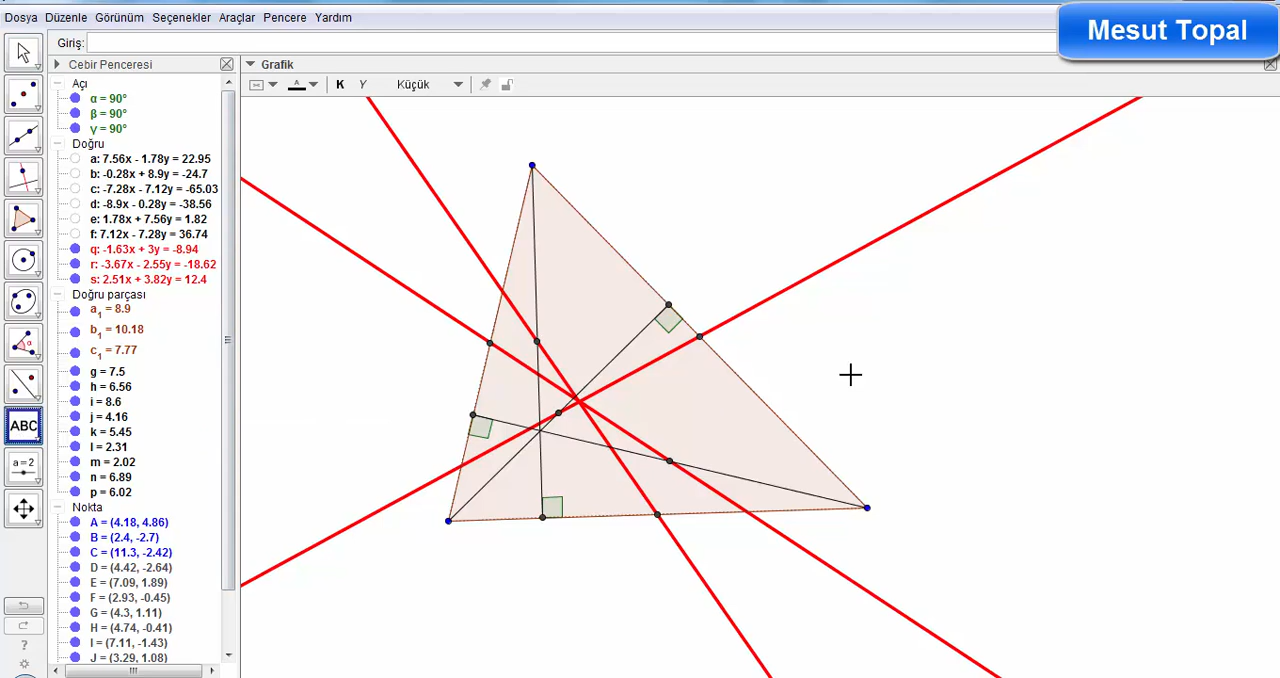 Dosya Düzenle Görünüm Seçenekler Araçlar Pencere Yardım
Mesut Topal
Giriş:
Cebir Penceresi
Grafik
K Y Küçük
Açı
α = 90°
β = 90°
γ = 90°
Doğru
a: 7.56x - 1.78y = 22.95
b: -0.28x + 8.9y = -24.7
c: -7.28x - 7.12y = -65.03
d: -8.9x - 0.28y = -38.56
e: 1.78x + 7.56y = 1.82
f: 7.12x - 7.28y = 36.74
q: -1.63x + 3y = -8.94
r: -3.67x - 2.55y = -18.62
s: 2.51x + 3.82y = 12.4
Doğru parçası
a₁ = 8.9
b₁ = 10.18
c₁ = 7.77
g = 7.5
h = 6.56
i = 8.6
j = 4.16
k = 5.45
l = 2.31
m = 2.02
n = 6.89
p = 6.02
Nokta
A = (4.18, 4.86)
B = (2.4, -2.7)
C = (11.3, -2.42)
D = (4.42, -2.64)
E = (7.09, 1.89)
F = (2.93, -0.45)
G = (4.3, 1.11)
H = (4.74, -0.41)
I = (7.11, -1.43)
J = (3.29, 1.08)
α
ABC
a=2
?